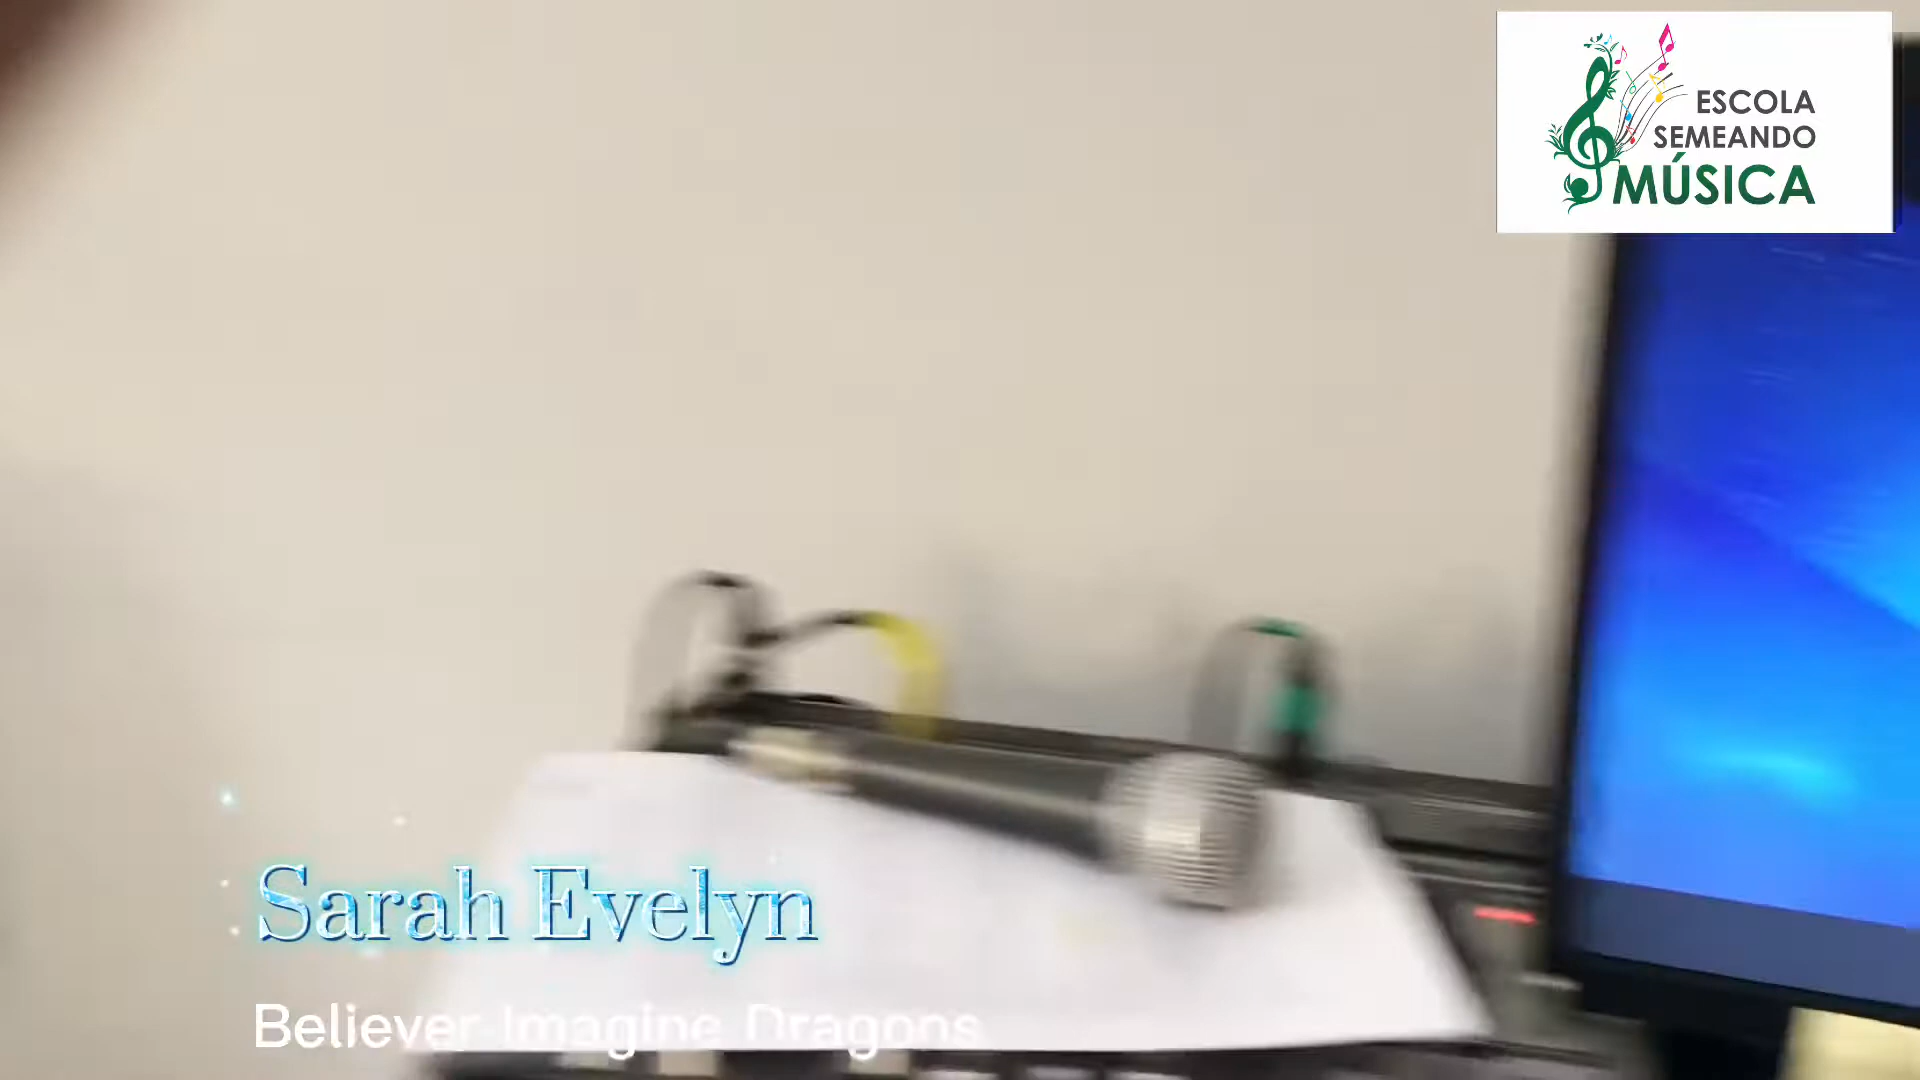 ESCOLA
SEMEANDO
MÚSICA
Sarah Evelyn
Believer-Imagine Dragons